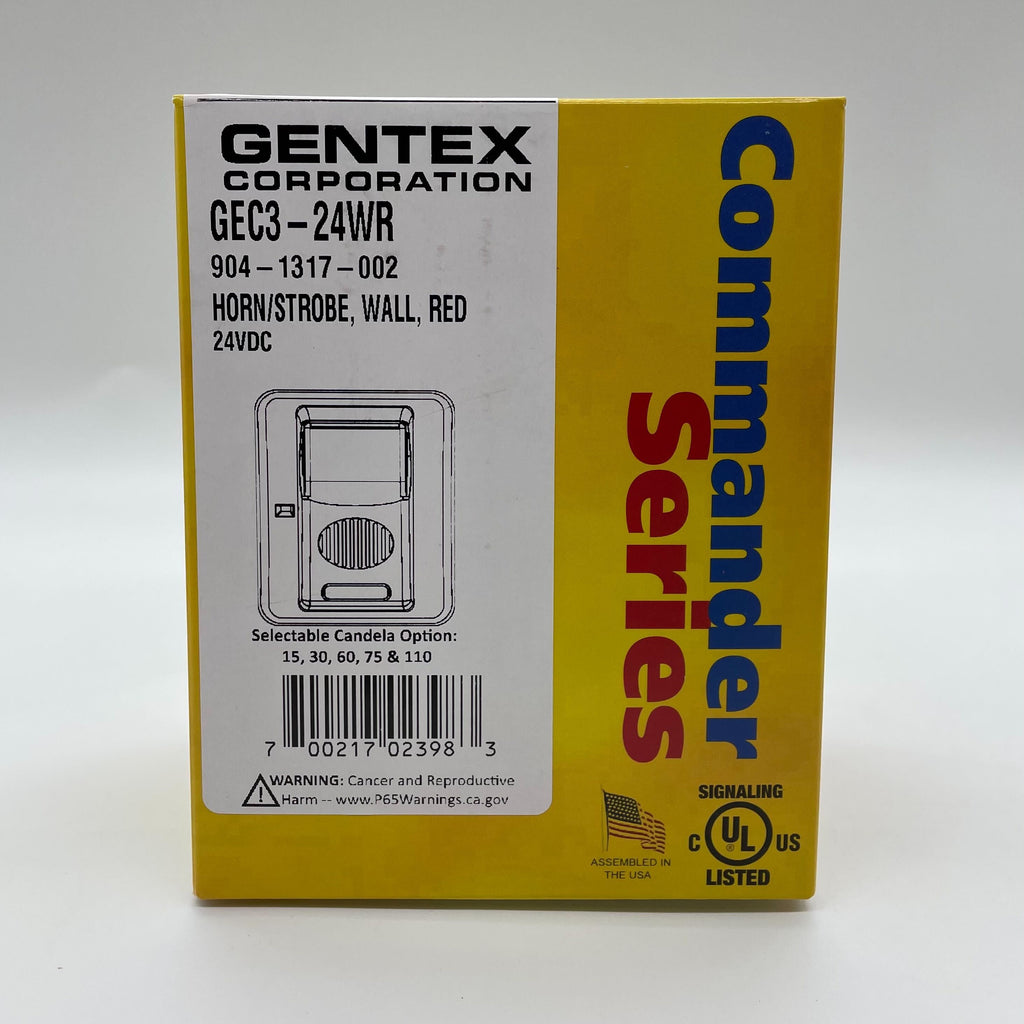 GENTEX
CORPORATION
GEC3-24WR
904-1317-002
HORN/STROBE, WALL, RED
24VDC
Selectable Candela Option:
15, 30, 60, 75 & 110
7 00217 02398 3
WARNING: Cancer and Reproductive
Harm -- www.P65Warnings.ca.gov
Commander
Series
ASSEMBLED IN
THE USA
SIGNALING
C UL® US
LISTED